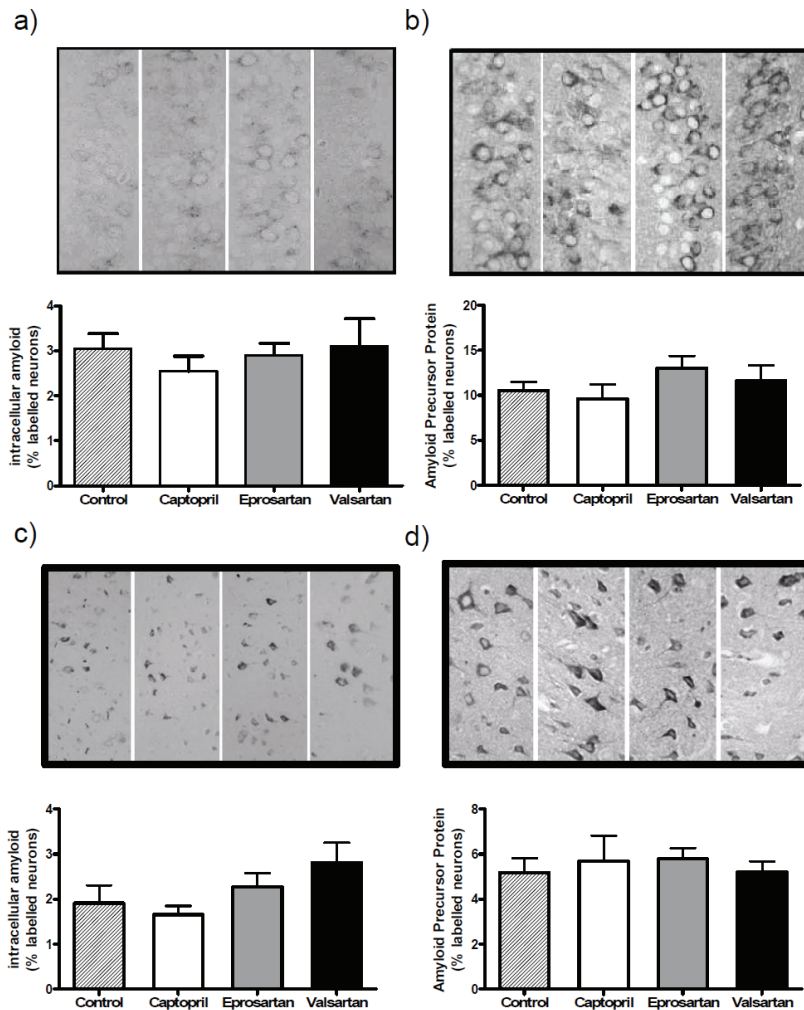 a)
b)
intracellular amyloid
(% labelled neurons)
4
3
2
1
0
Control
Captopril
Eprosartan
Valsartan
Amyloid Precursor Protein
(% labelled neurons)
20
15
10
5
0
Control
Captopril
Eprosartan
Valsartan
c)
d)
intracellular amyloid
(% labelled neurons)
4
3
2
1
0
Control
Captopril
Eprosartan
Valsartan
Amyloid Precursor Protein
(% labelled neurons)
8
6
4
2
0
Control
Captopril
Eprosartan
Valsartan